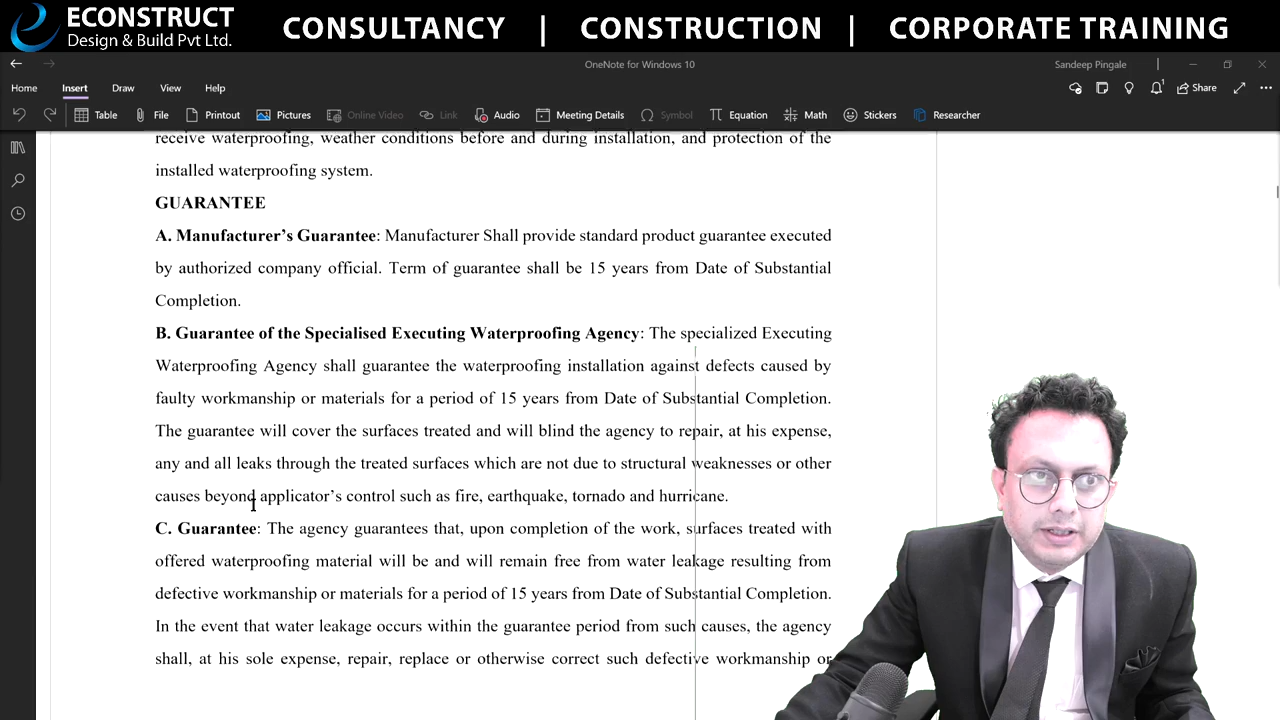 ECONSTRUCT
Design & Build Pvt Ltd.
CONSULTANCY | CONSTRUCTION | CORPORATE TRAINING
OneNote for Windows 10
Sandeep Pingale
Home Insert Draw View Help
Share
Table File Printout Pictures Online Video Link Audio Meeting Details Symbol Equation Math Stickers Researcher
receive waterproofing, weather conditions before and during installation, and protection of the
installed waterproofing system.
GUARANTEE
A. Manufacturer’s Guarantee: Manufacturer Shall provide standard product guarantee executed
by authorized company official. Term of guarantee shall be 15 years from Date of Substantial
Completion.
B. Guarantee of the Specialised Executing Waterproofing Agency: The specialized Executing
Waterproofing Agency shall guarantee the waterproofing installation against defects caused by
faulty workmanship or materials for a period of 15 years from Date of Substantial Completion.
The guarantee will cover the surfaces treated and will blind the agency to repair, at his expense,
any and all leaks through the treated surfaces which are not due to structural weaknesses or other
causes beyond applicator’s control such as fire, earthquake, tornado and hurricane.
C. Guarantee: The agency guarantees that, upon completion of the work, surfaces treated with
offered waterproofing material will be and will remain free from water leakage resulting from
defective workmanship or materials for a period of 15 years from Date of Substantial Completion.
In the event that water leakage occurs within the guarantee period from such causes, the agency
shall, at his sole expense, repair, replace or otherwise correct such defective workmanship or